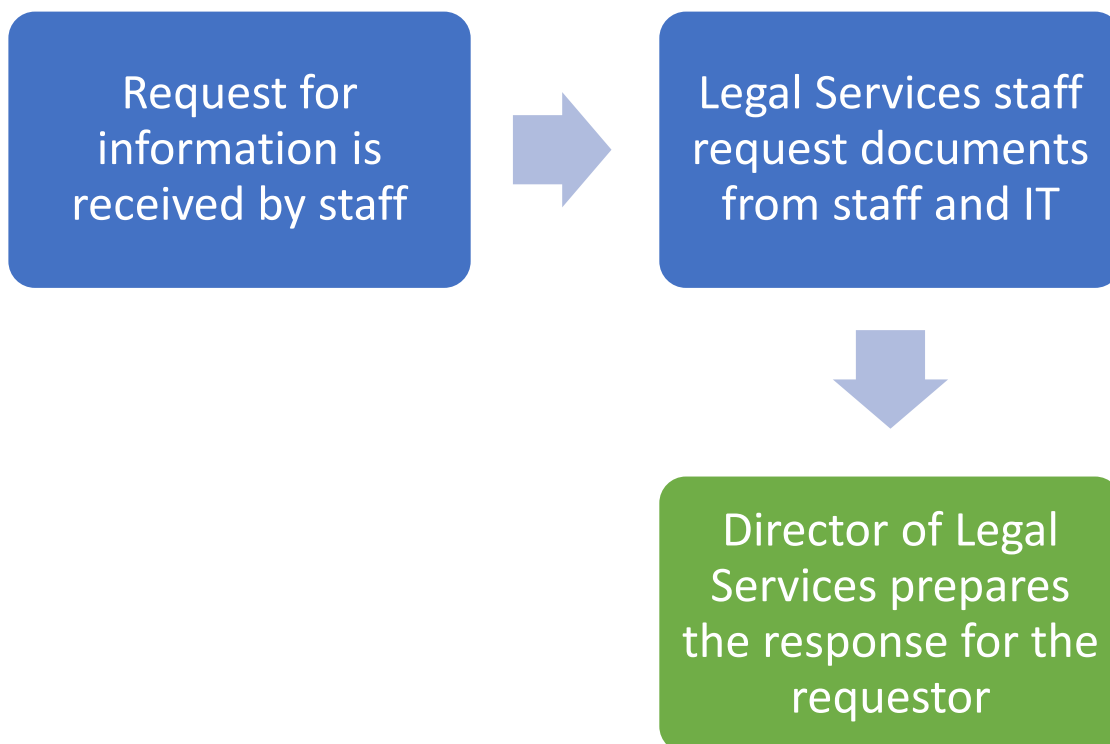 Request for
information is
received by staff
Legal Services staff
request documents
from staff and IT
Director of Legal
Services prepares
the response for the
requestor